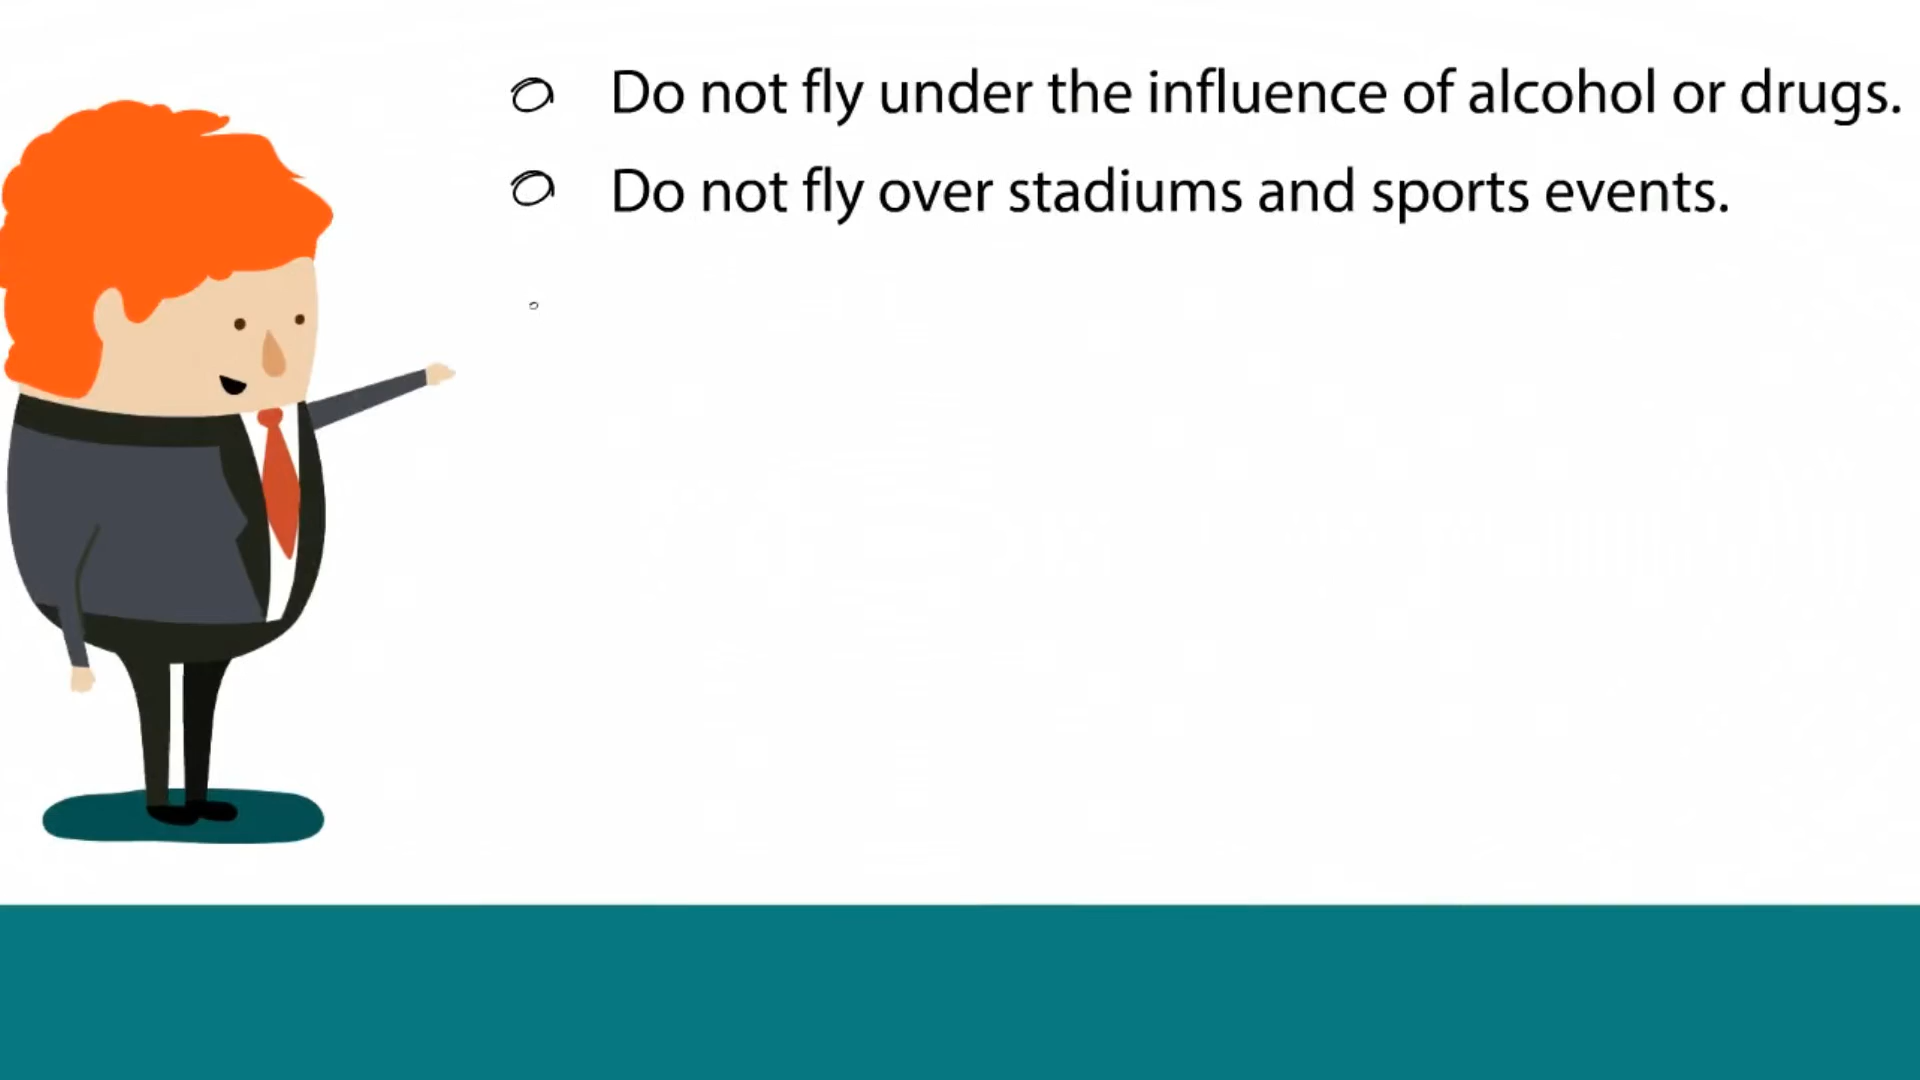 Do not fly under the influence of alcohol or drugs.
Do not fly over stadiums and sports events.